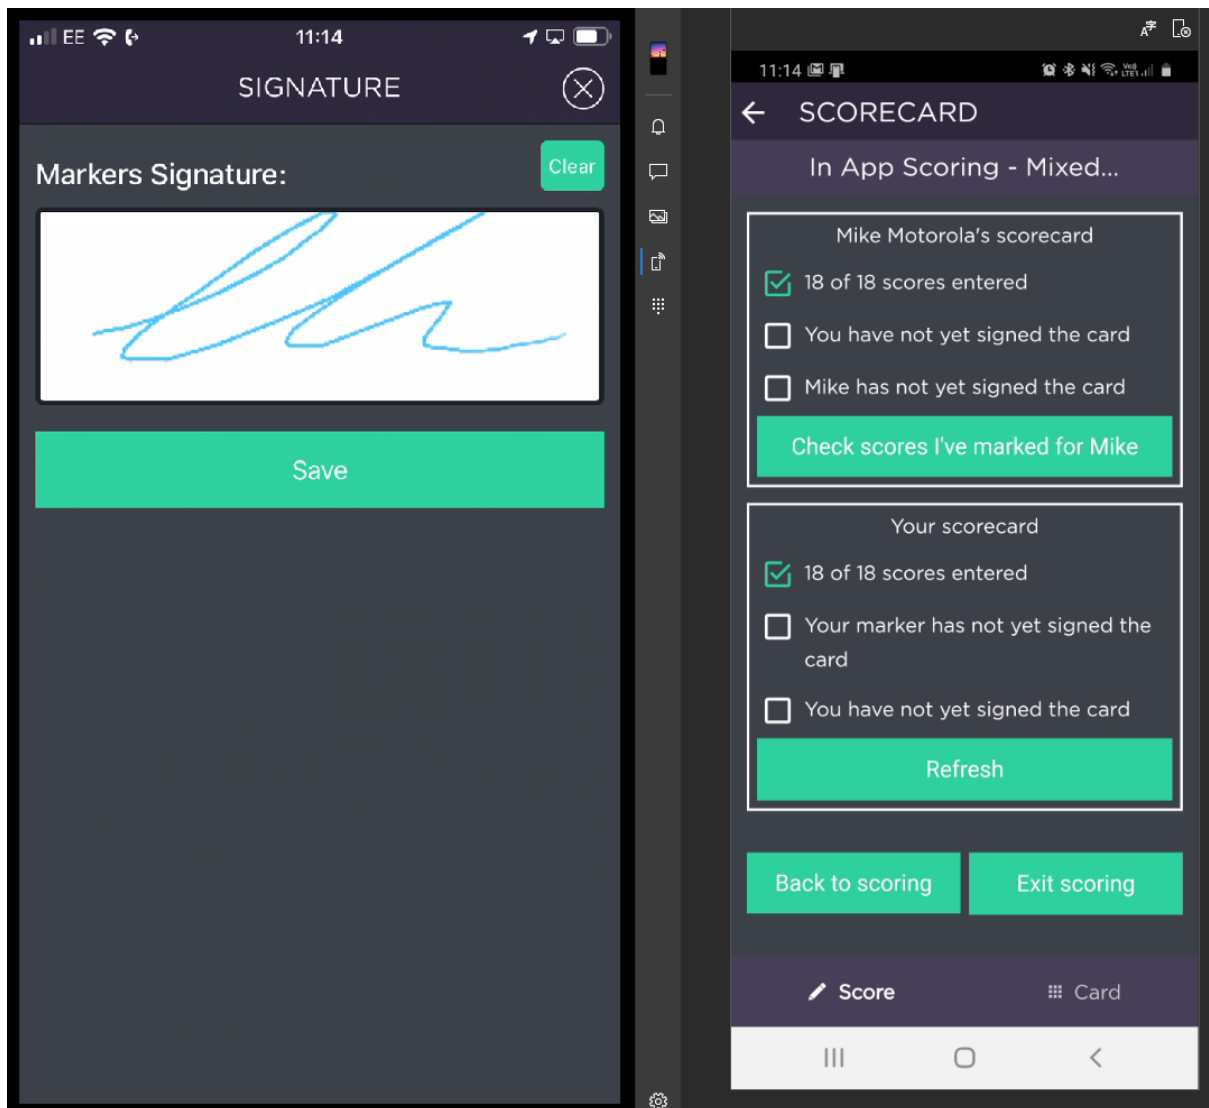 EE
11:14
SIGNATURE
Markers Signature:
Clear
Save
11:14
SCORECARD
In App Scoring - Mixed...
Mike Motorola's scorecard
18 of 18 scores entered
You have not yet signed the card
Mike has not yet signed the card
Check scores I've marked for Mike
Your scorecard
18 of 18 scores entered
Your marker has not yet signed the
card
You have not yet signed the card
Refresh
Back to scoring
Exit scoring
Score
Card